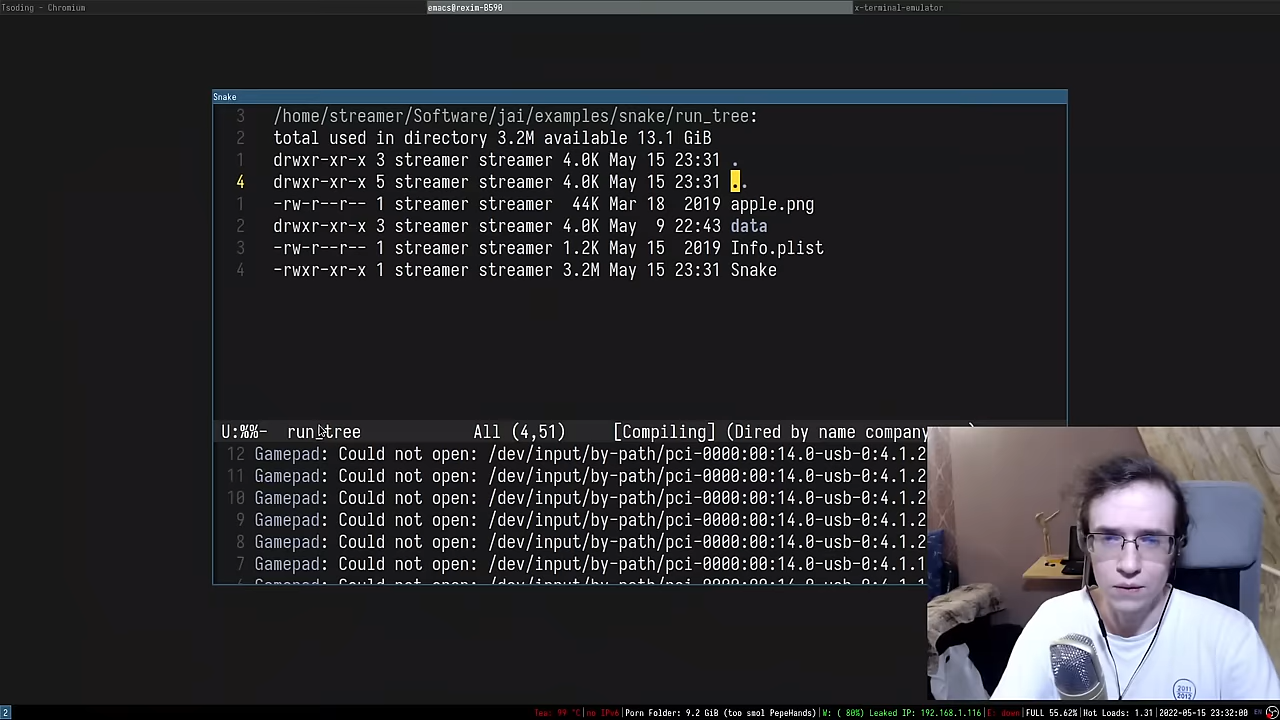 Tsoding - Chromium
emacs@rexim-B590
x-terminal-emulator
Snake
3 /home/streamer/Software/jai/examples/snake/run_tree:
2 total used in directory 3.2M available 13.1 GiB
1 drwxr-xr-x 3 streamer streamer 4.0K May 15 23:31 .
4 drwxr-xr-x 5 streamer streamer 4.0K May 15 23:31 ..
1 -rw-r--r-- 1 streamer streamer 44K Mar 18 2019 apple.png
2 drwxr-xr-x 3 streamer streamer 4.0K May 9 22:43 data
3 -rw-r--r-- 1 streamer streamer 1.2K May 15 2019 Info.plist
4 -rwxr-xr-x 1 streamer streamer 3.2M May 15 23:31 Snake
U:%%- run_tree All (4,51) [Compiling] (Dired by name company
12 Gamepad: Could not open: /dev/input/by-path/pci-0000:00:14.0-usb-0:4.1.2
11 Gamepad: Could not open: /dev/input/by-path/pci-0000:00:14.0-usb-0:4.1.2
10 Gamepad: Could not open: /dev/input/by-path/pci-0000:00:14.0-usb-0:4.1.2
9 Gamepad: Could not open: /dev/input/by-path/pci-0000:00:14.0-usb-0:4.1.2
8 Gamepad: Could not open: /dev/input/by-path/pci-0000:00:14.0-usb-0:4.1.2
7 Gamepad: Could not open: /dev/input/by-path/pci-0000:00:14.0-usb-0:4.1.1
2011
2012
2 Tea: 99 °C|no IPv6|Porn Folder: 9.2 GiB (too smol PepeHands)|W: ( 80%) Leaked IP: 192.168.1.116|E: down|FULL 55.62%|Hot Loads: 1.31|2022-05-15 23:32:00 EN